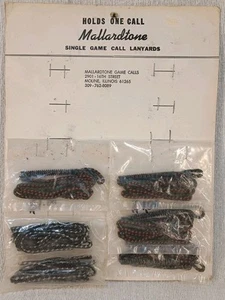 HOLDS ONE CALL
Mallardtone
SINGLE GAME CALL LANYARDS
MALLARDTONE GAME CALLS
2901 - 16TH STREET
MOLINE, ILLINOIS 61265
309-762-8089